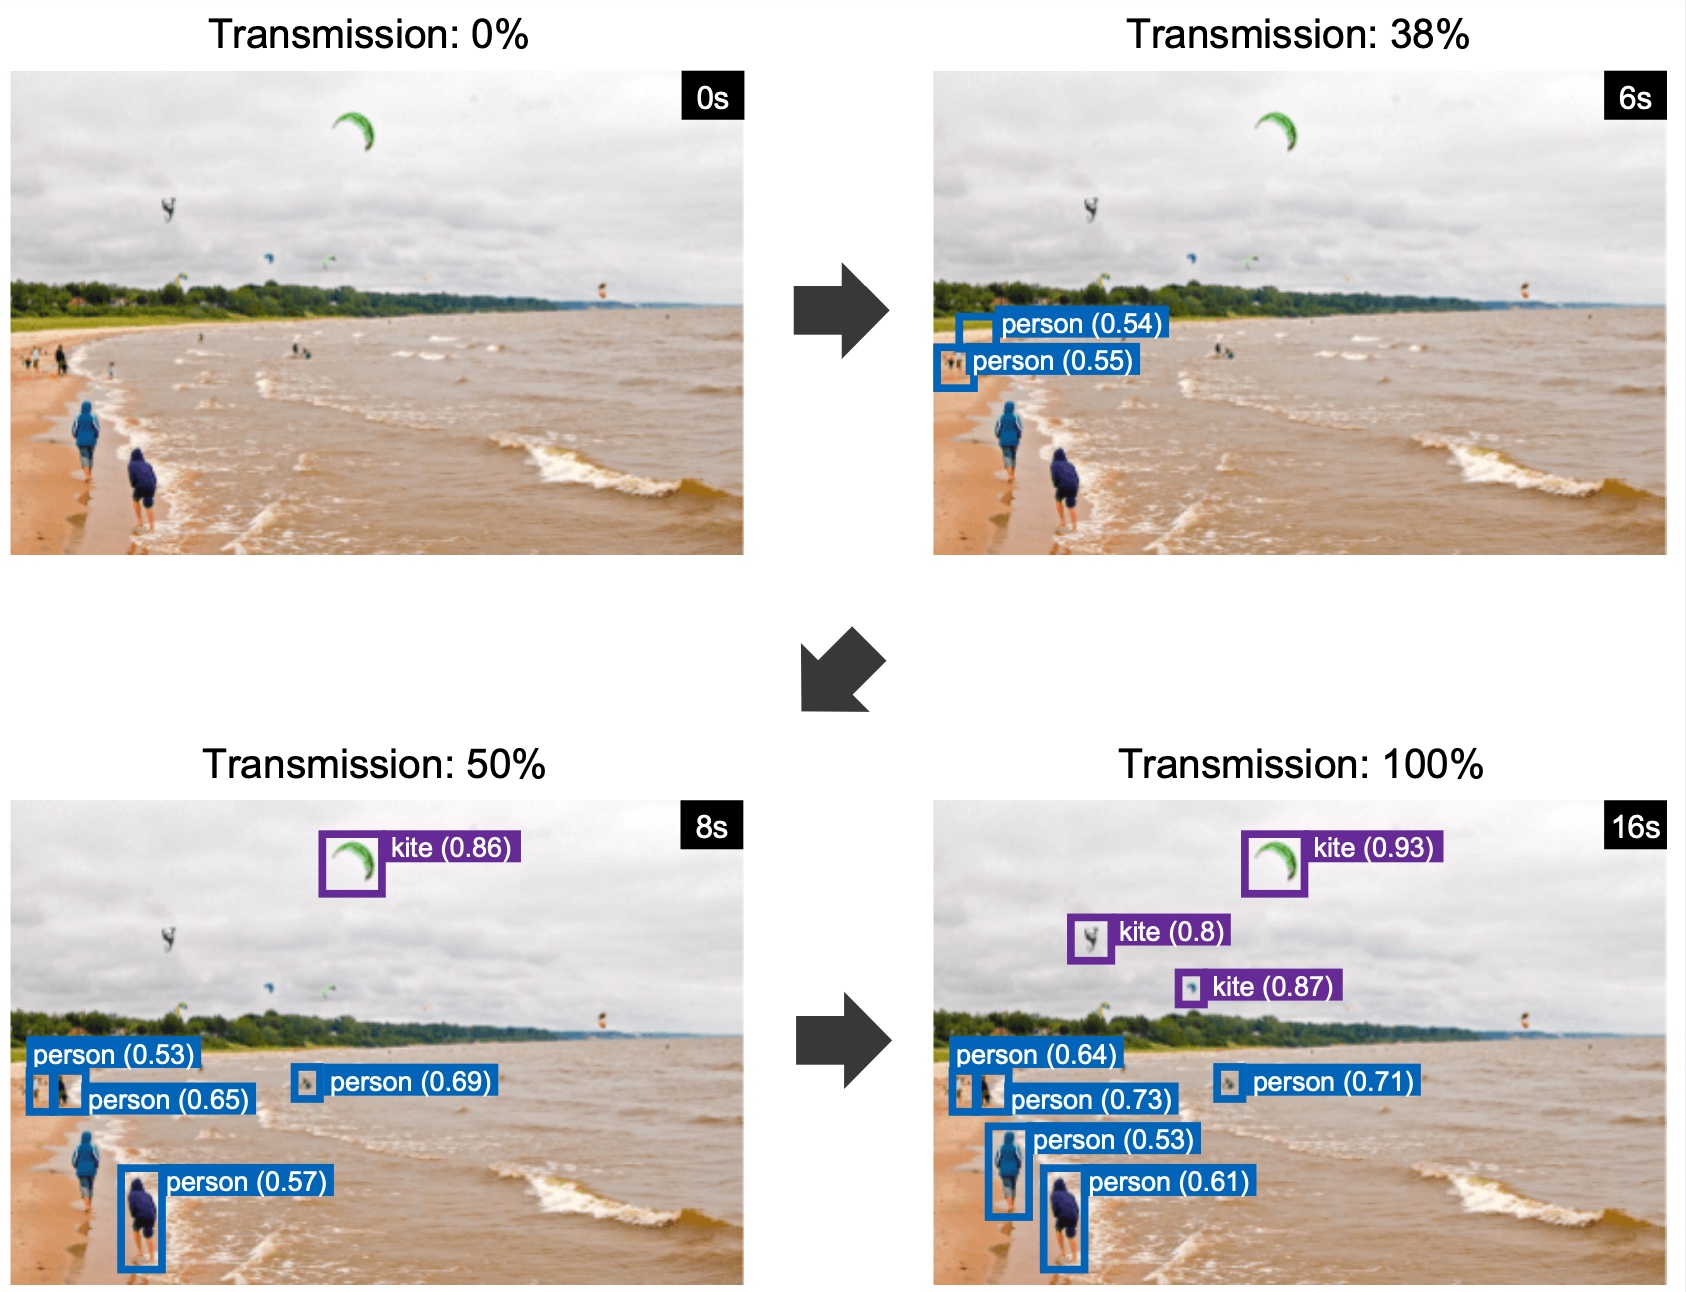 Transmission: 0%
0s
Transmission: 38%
6s
person (0.54)
person (0.55)
Transmission: 50%
8s
kite (0.86)
person (0.53)
person (0.69)
person (0.65)
person (0.57)
Transmission: 100%
16s
kite (0.93)
kite (0.8)
kite (0.87)
person (0.64)
person (0.71)
person (0.73)
person (0.53)
person (0.61)